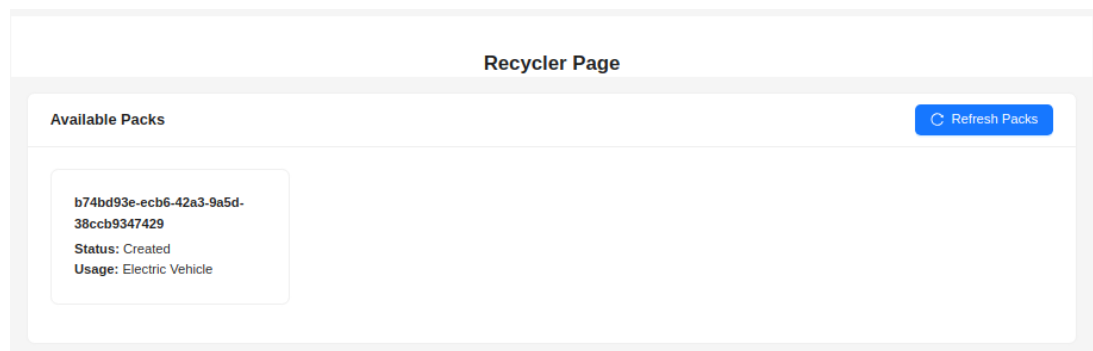 Recycler Page
Available Packs
Refresh Packs
b74bd93e-ecb6-42a3-9a5d-
38ccb9347429
Status: Created
Usage: Electric Vehicle